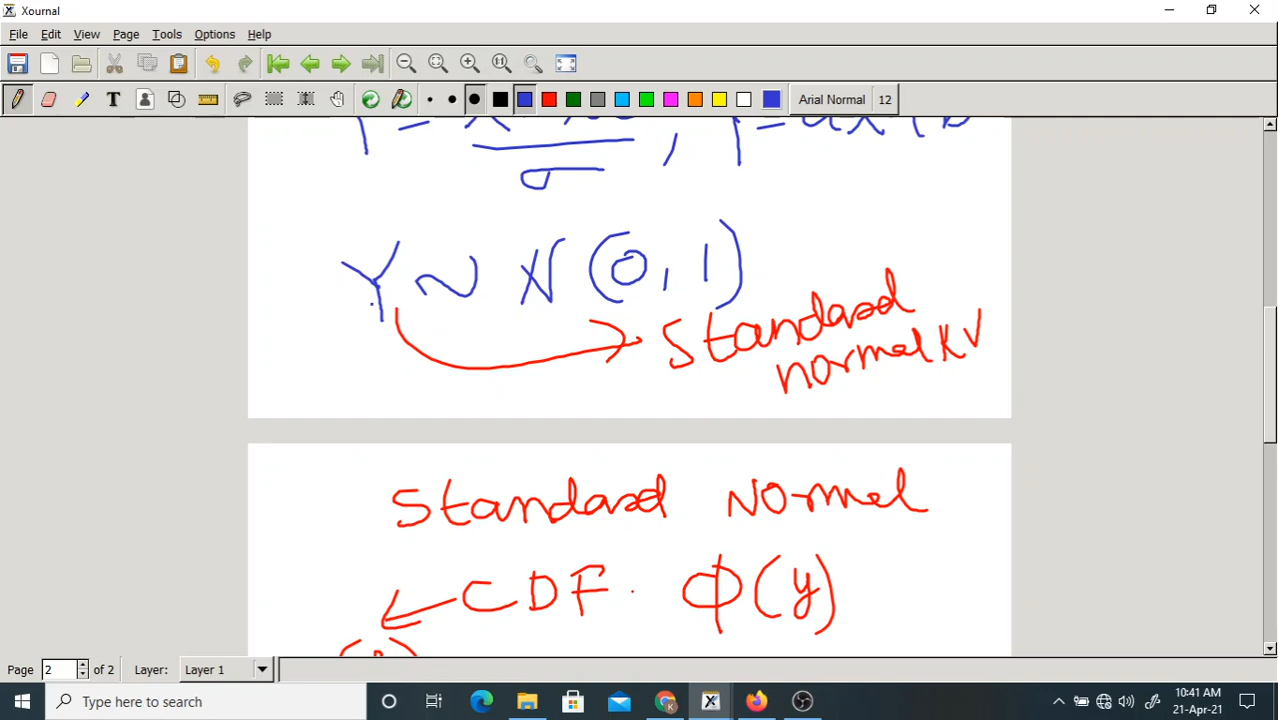 Xournal
File Edit View Page Tools Options Help
Arial Normal 12
Y ~ N (0, 1)
Standard
normal RV
Standard Normal
CDF. Φ(y)
Page 2 of 2 Layer: Layer 1
Type here to search
10:41 AM
21-Apr-21